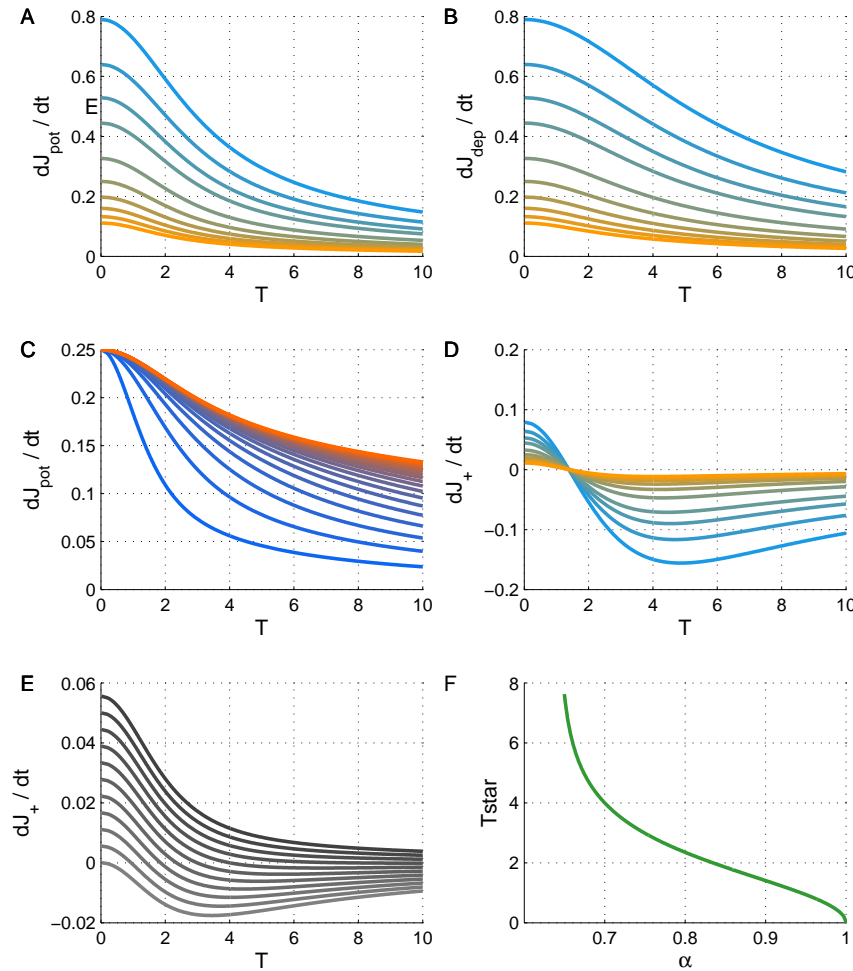 A
0.8
0.6
0.4
0.2
0
E
dJ_pot / dt
0 2 4 6 8 10
T
B
0.8
0.6
0.4
0.2
0
dJ_dep / dt
0 2 4 6 8 10
T
C
0.25
0.2
0.15
0.1
0.05
0
dJ_pot / dt
0 2 4 6 8 10
T
D
0.2
0.1
0
−0.1
−0.2
dJ_+ / dt
0 2 4 6 8 10
T
E
0.06
0.04
0.02
0
−0.02
dJ_+ / dt
0 2 4 6 8 10
T
F
8
6
4
2
0
Tstar
0.7 0.8 0.9 1
α